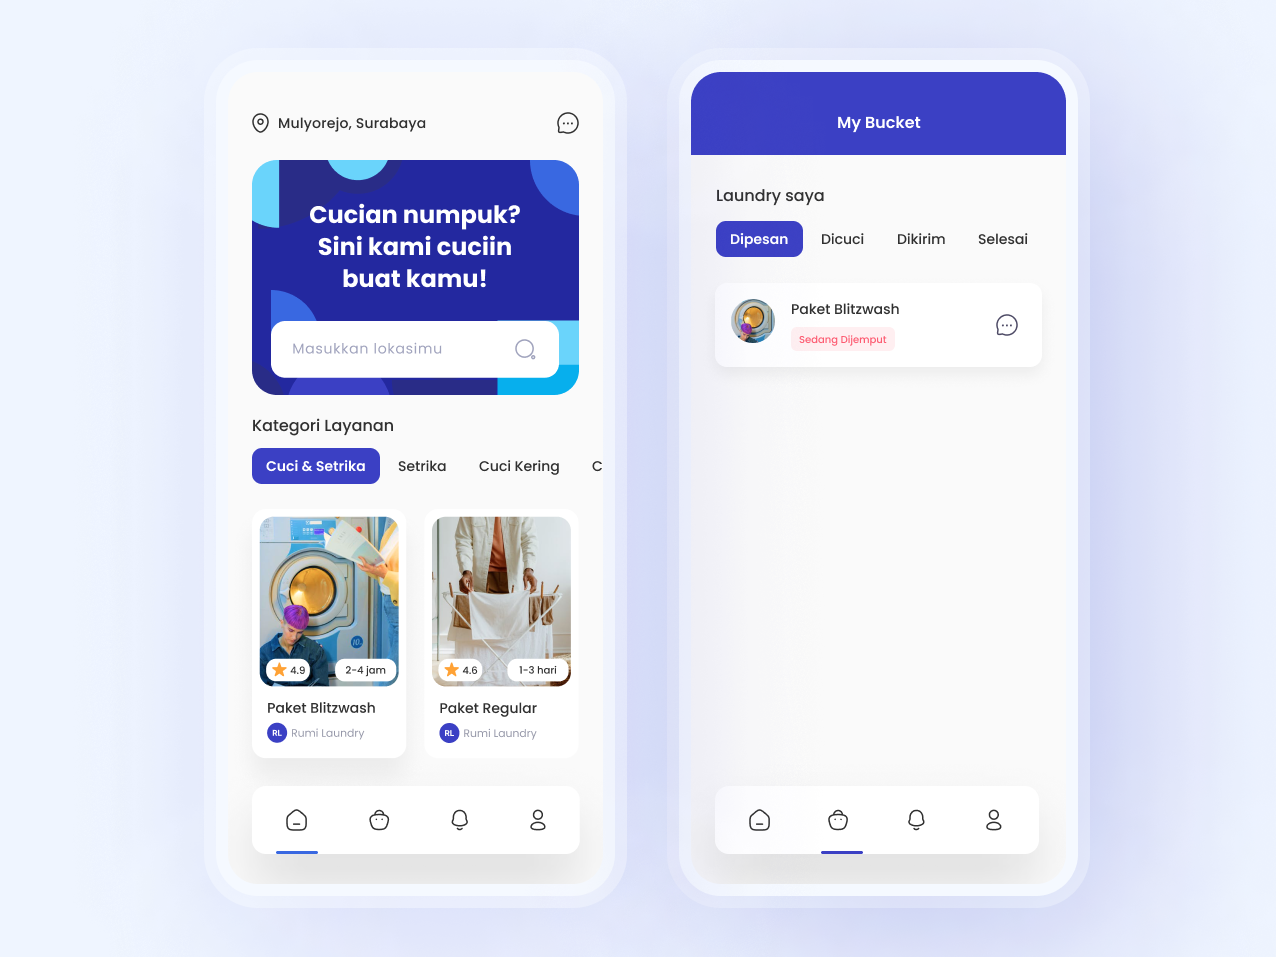 Mulyorejo, Surabaya
Cucian numpuk?
Sini kami cuciin
buat kamu!
Masukkan lokasimu
Kategori Layanan
Cuci & Setrika Setrika Cuci Kering C
10
4.9 2-4 jam
4.6 1-3 hari
Paket Blitzwash
RL Rumi Laundry
Paket Regular
RL Rumi Laundry
My Bucket
Laundry saya
Dipesan Dicuci Dikirim Selesai
Paket Blitzwash
Sedang Dijemput